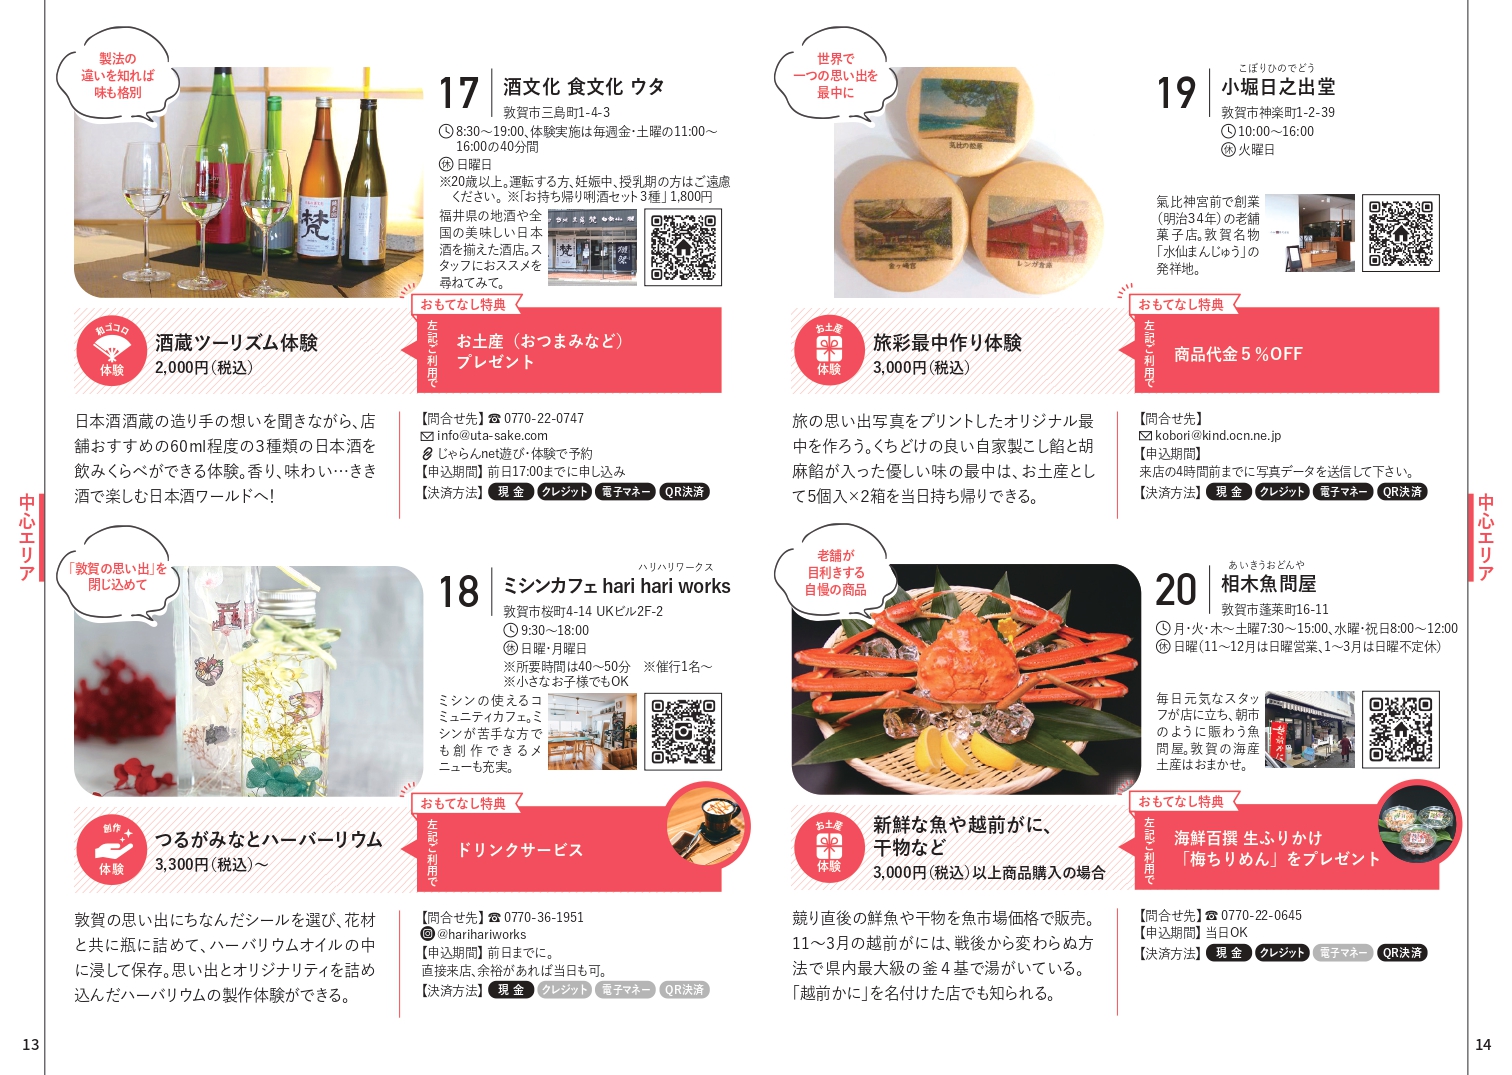 製法の
違いを知れば
味も格別
17
酒文化 食文化 ウタ
敦賀市三島町1-4-3
8:30〜19:00、体験実施は毎週金・土曜の11:00〜
16:00の40分間
休 日曜日
※20歳以上。運転する方、妊娠中、授乳期の方はご遠慮
ください。 ※「お持ち帰り唎酒セット3種」1,800円
福井県の地酒や全
国の美味しい日本
酒を揃えた酒店。ス
タッフにおススメを
尋ねてみて。
梵
和ゴコロ
体験
酒蔵ツーリズム体験
2,000円（税込）
おもてなし特典
左記ご利用で
お土産（おつまみなど）
プレゼント
日本酒酒蔵の造り手の想いを聞きながら、店
舗おすすめの60ml程度の3種類の日本酒を
飲みくらべができる体験。香り、味わい…きき
酒で楽しむ日本酒ワールドへ！
【問合せ先】☎ 0770-22-0747
info@uta-sake.com
じゃらんnet遊び・体験で予約
【申込期間】前日17:00までに申し込み
【決済方法】 現 金 クレジット 電子マネー QR決済
中心エリア
「敦賀の思い出」を
閉じ込めて
18
ハリハリワークス
ミシンカフェ hari hari works
敦賀市桜町4-14 UKビル2F-2
9:30〜18:00
休 日曜・月曜日
※所要時間は40〜50分　※催行1名〜
※小さなお子様でもOK
ミシンの使えるコ
ミュニティカフェ。ミ
シンが苦手な方で
も創作できるメ
ニューも充実。
創作
体験
つるがみなとハーバーリウム
3,300円（税込）〜
おもてなし特典
左記ご利用で
ドリンクサービス
敦賀の思い出にちなんだシールを選び、花材
と共に瓶に詰めて、ハーバリウムオイルの中
に浸して保存。思い出とオリジナリティを詰め
込んだハーバリウムの製作体験ができる。
【問合せ先】☎ 0770-36-1951
@harihariworks
【申込期間】前日までに。
直接来店、余裕があれば当日も可。
【決済方法】 現 金 クレジット 電子マネー QR決済
13
世界で
一つの思い出を
最中に
氣比の松原
金ヶ崎宮
レンガ倉庫
19
こぼりひのでどう
小堀日之出堂
敦賀市神楽町1-2-39
10:00〜16:00
休 火曜日
氣比神宮前で創業
（明治34年）の老舗
菓子店。敦賀名物
「水仙まんじゅう」の
発祥地。
お土産
体験
旅彩最中作り体験
3,000円（税込）
おもてなし特典
左記ご利用で
商品代金5％OFF
旅の思い出写真をプリントしたオリジナル最
中を作ろう。くちどけの良い自家製こし餡と胡
麻餡が入った優しい味の最中は、お土産とし
て5個入×2箱を当日持ち帰りできる。
【問合せ先】
kobori@kind.ocn.ne.jp
【申込期間】
来店の4時間前までに写真データを送信して下さい。
【決済方法】 現 金 クレジット 電子マネー QR決済
中心エリア
老舗が
目利きする
自慢の商品
20
あいきうおどんや
相木魚問屋
敦賀市蓬莱町16-11
月・火・木〜土曜7:30〜15:00、水曜・祝日8:00〜12:00
休 日曜（11〜12月は日曜営業、1〜3月は日曜不定休）
毎日元気なスタッ
フが店に立ち、朝市
のように賑わう魚
問屋。敦賀の海産
土産はおまかせ。
お土産
体験
新鮮な魚や越前がに、
干物など
3,000円（税込）以上商品購入の場合
おもてなし特典
左記ご利用で
海鮮百撰 生ふりかけ
「梅ちりめん」をプレゼント
競り直後の鮮魚や干物を魚市場価格で販売。
11〜3月の越前がには、戦後から変わらぬ方
法で県内最大級の釜4基で湯がいている。
「越前かに」を名付けた店でも知られる。
【問合せ先】☎ 0770-22-0645
【申込期間】当日OK
【決済方法】 現 金 クレジット 電子マネー QR決済
14